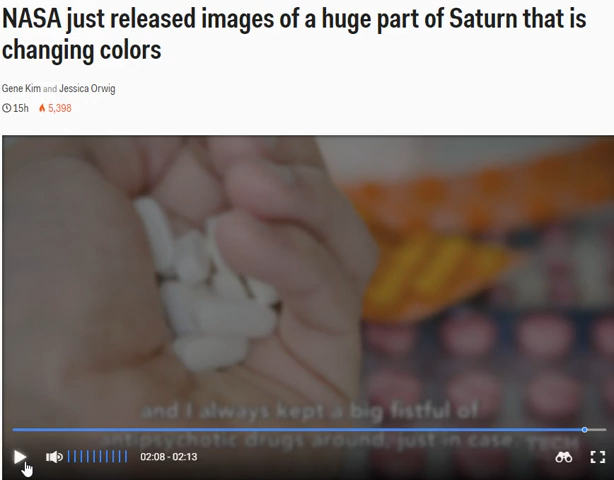 NASA just released images of a huge part of Saturn that is
changing colors
Gene Kim and Jessica Orwig
15h 5,398
and I always kept a big fistful of
antipsychotic drugs around, just in case.
TECH
02:08 - 02:13